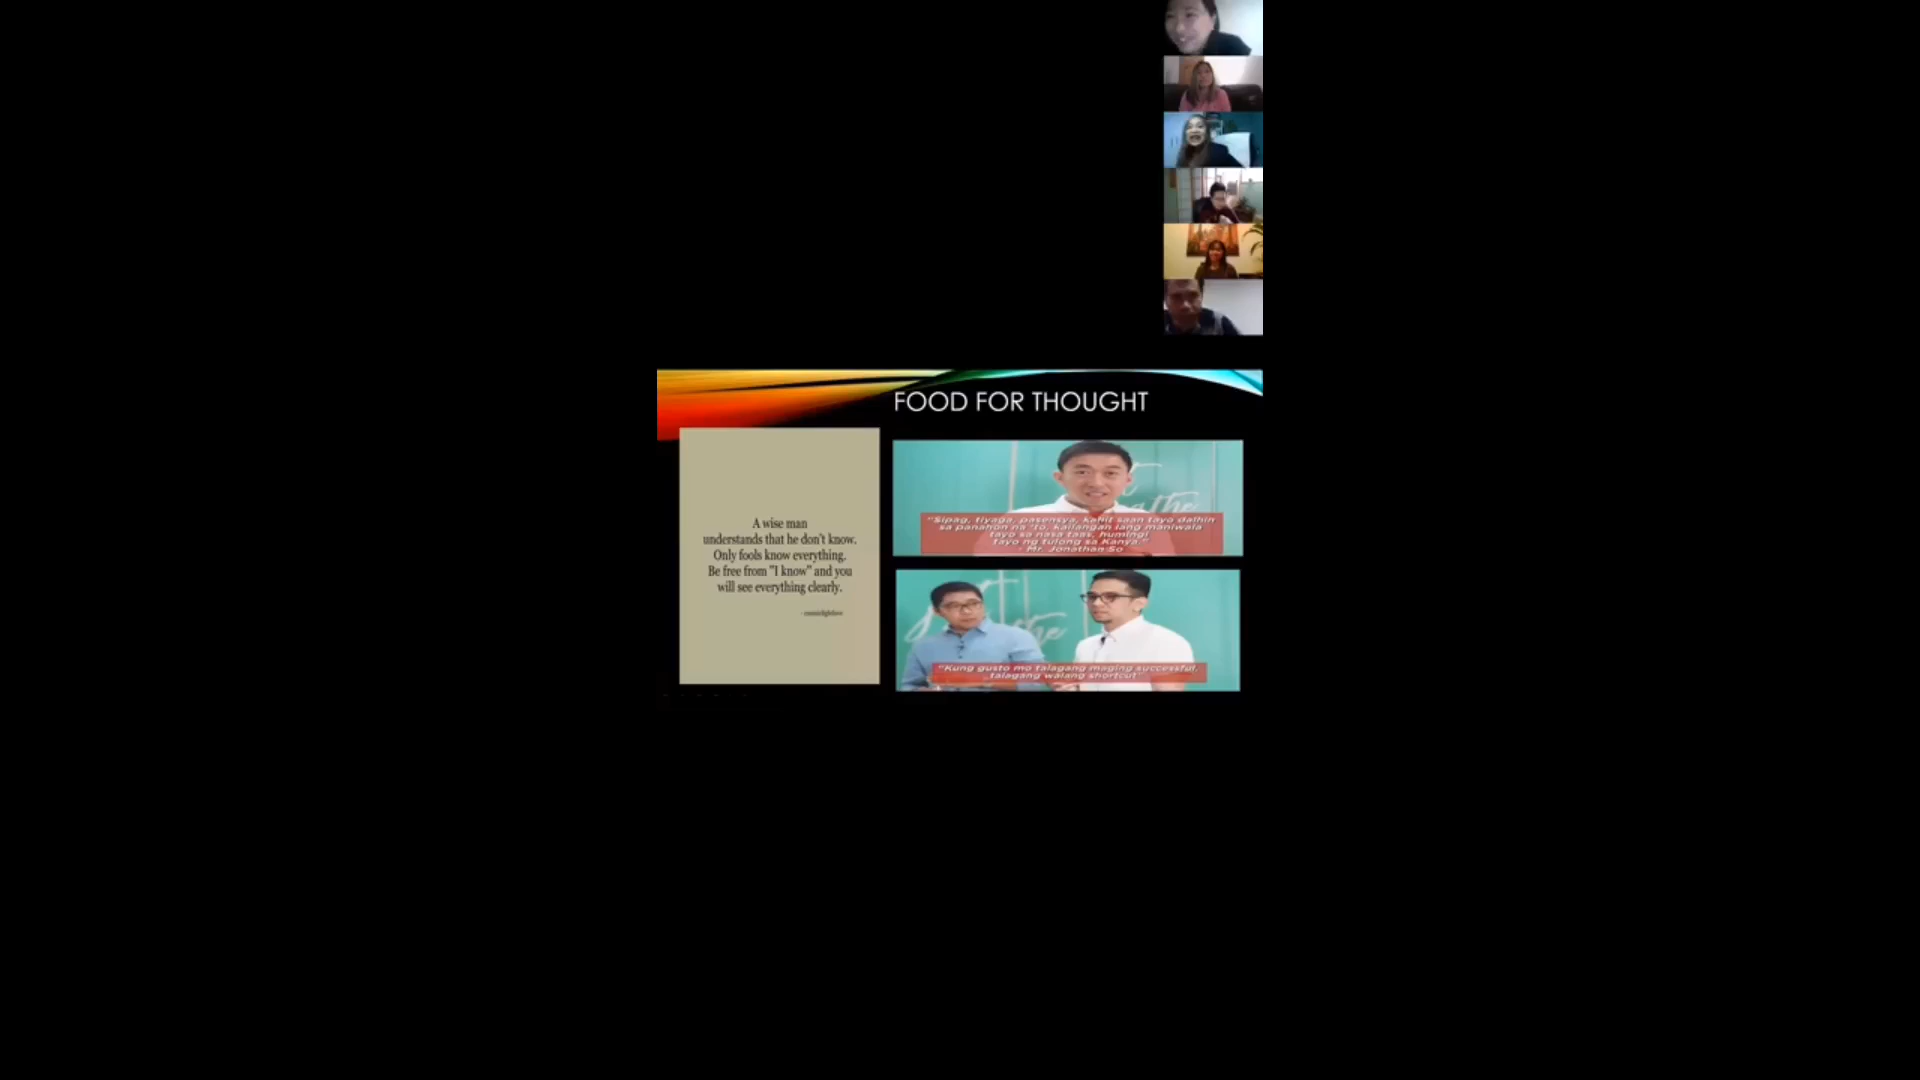 FOOD FOR THOUGHT
A wise man
understands that he don't know.
Only fools know everything.
Be free from "I know" and you
will see everything clearly.
"Sipag, tiyaga, pasensya, kahit saan tayo dalhin
sa panahon na 'to, kailangan lang maniwala
tayo sa nasa taas, humingi
tayo ng tulong sa Kanya."
- Mr. Jonathan So
"Kung gusto mo talagang maging successful,
talagang walang shortcut"